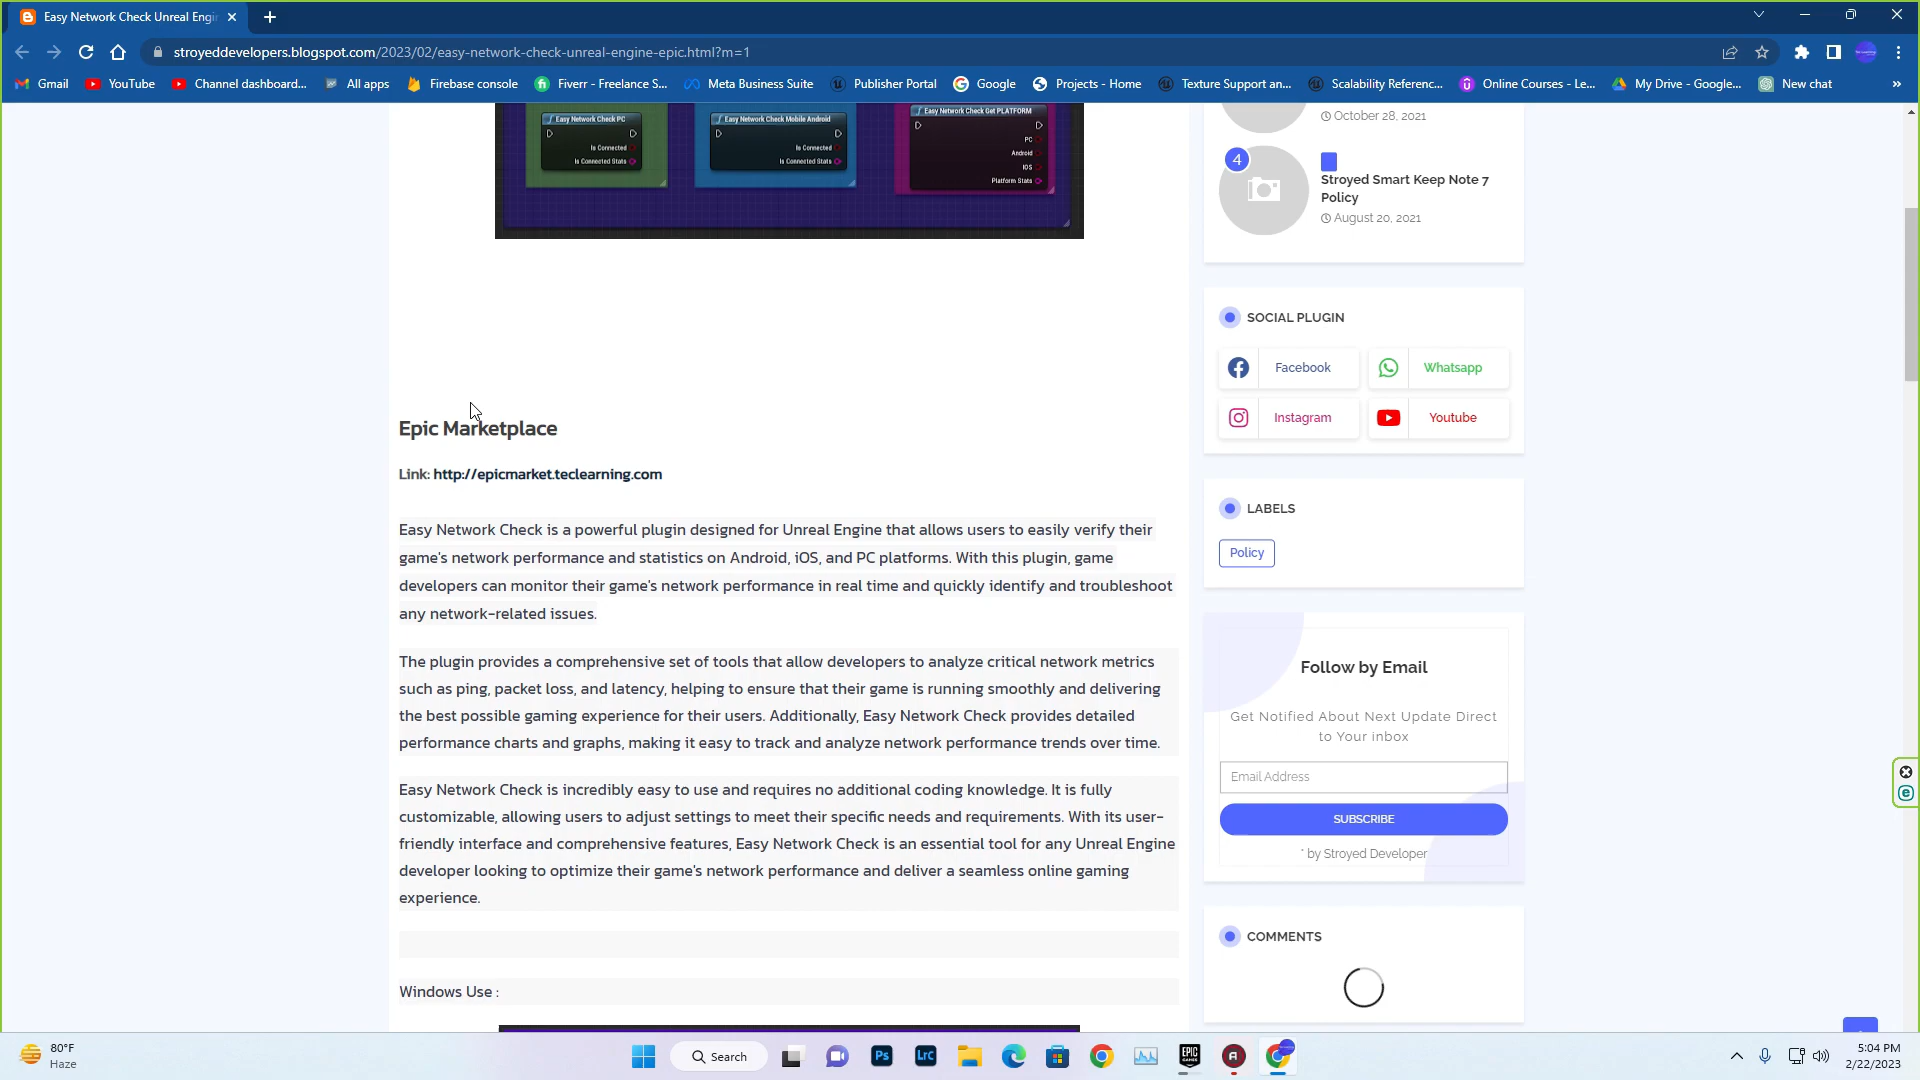 Easy Network Check Unreal Engin
stroyeddevelopers.blogspot.com/2023/02/easy-network-check-unreal-engine-epic.html?m=1
Gmail
YouTube
Channel dashboard...
All apps
Firebase console
Fiverr - Freelance S...
Meta Business Suite
Publisher Portal
Google
Projects - Home
Texture Support an...
Scalability Referenc...
Online Courses - Le...
My Drive - Google...
New chat
»
Easy Network Check PC
Is Connected
Is Connected Stats
Easy Network Check Mobile Android
Is Connected
Is Connected Stats
Easy Network Check Get PLATFORM
PC
Android
IOS
Platform Stats
Epic Marketplace
Link: http://epicmarket.teclearning.com
Easy Network Check is a powerful plugin designed for Unreal Engine that allows users to easily verify their
game's network performance and statistics on Android, iOS, and PC platforms. With this plugin, game
developers can monitor their game's network performance in real time and quickly identify and troubleshoot
any network-related issues.
The plugin provides a comprehensive set of tools that allow developers to analyze critical network metrics
such as ping, packet loss, and latency, helping to ensure that their game is running smoothly and delivering
the best possible gaming experience for their users. Additionally, Easy Network Check provides detailed
performance charts and graphs, making it easy to track and analyze network performance trends over time.
Easy Network Check is incredibly easy to use and requires no additional coding knowledge. It is fully
customizable, allowing users to adjust settings to meet their specific needs and requirements. With its user-
friendly interface and comprehensive features, Easy Network Check is an essential tool for any Unreal Engine
developer looking to optimize their game's network performance and deliver a seamless online gaming
experience.
Windows Use :
October 28, 2021
4
Stroyed Smart Keep Note 7
Policy
August 20, 2021
SOCIAL PLUGIN
Facebook
Whatsapp
Instagram
Youtube
LABELS
Policy
Follow by Email
Get Notified About Next Update Direct
to Your inbox
Email Address
SUBSCRIBE
* by Stroyed Developer
COMMENTS
80°F
Haze
Search
Ps
LrC
EPIC
GAMES
5:04 PM
2/22/2023